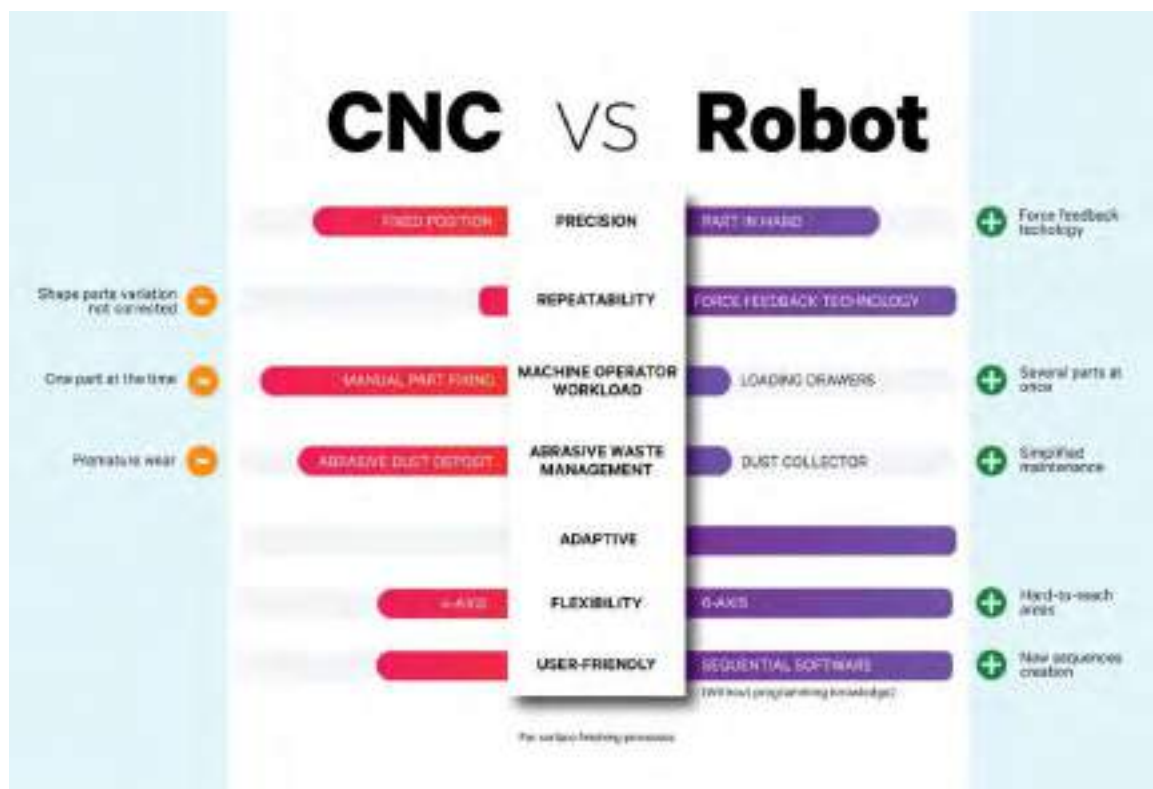 CNC VS Robot
FIXED POSITION PRECISION PART IN HAND
Force feedback
techology
Shape parts variation
not corrected
REPEATABILITY FORCE FEEDBACK TECHNOLOGY
One part at the time
MANUAL PART FIXING
MACHINE OPERATOR
WORKLOAD
LOADING DRAWERS
Several parts at
once
Premature wear
ABRASIVE DUST DEPOSIT
ABRASIVE WASTE
MANAGEMENT
DUST COLLECTOR
Simplified
maintenance
ADAPTIVE
4-AXIS FLEXIBILITY 6-AXIS
Hard-to-reach
areas
USER-FRIENDLY SEQUENTIAL SOFTWARE
(Without programming knowledge)
New sequences
creation
For surface finishing processes